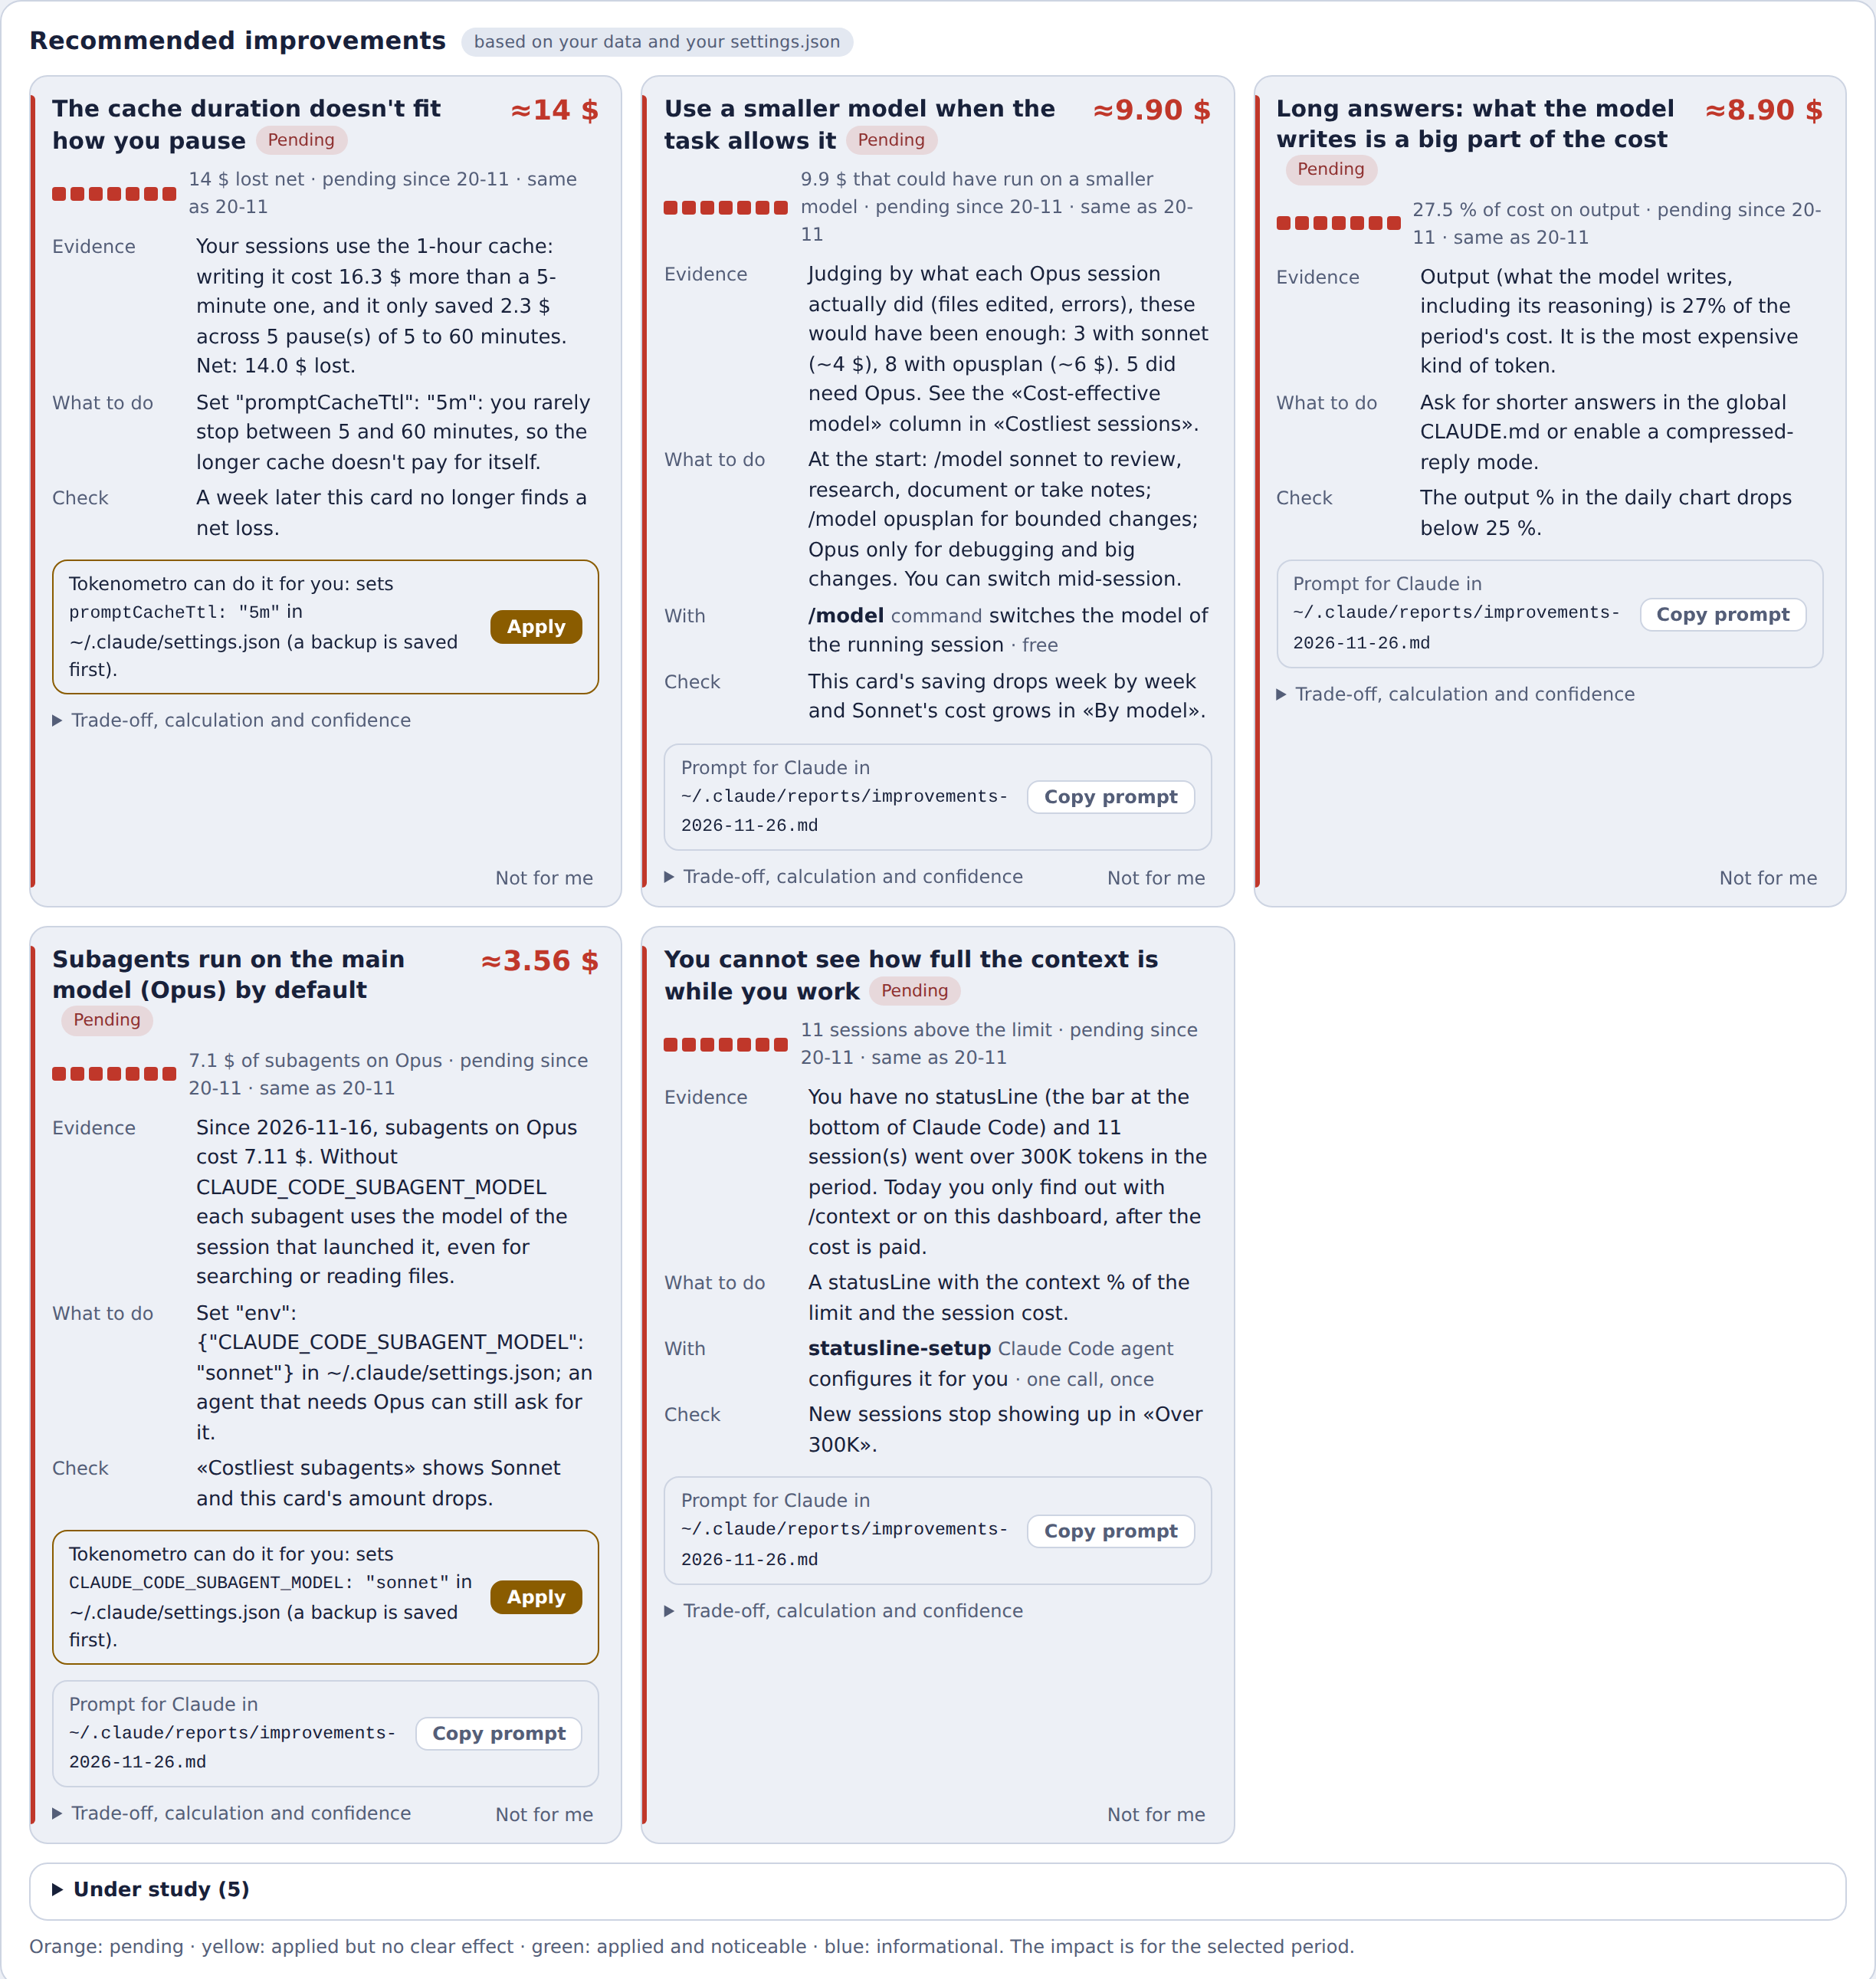 Recommended improvements based on your data and your settings.json
The cache duration doesn't fit
how you pause Pending
≈14 $
14 $ lost net · pending since 20-11 · same
as 20-11
Evidence
Your sessions use the 1-hour cache:
writing it cost 16.3 $ more than a 5-
minute one, and it only saved 2.3 $
across 5 pause(s) of 5 to 60 minutes.
Net: 14.0 $ lost.
What to do
Set "promptCacheTtl": "5m": you rarely
stop between 5 and 60 minutes, so the
longer cache doesn't pay for itself.
Check
A week later this card no longer finds a
net loss.
Tokenometro can do it for you: sets
promptCacheTtl: "5m" in
~/.claude/settings.json (a backup is saved
first).
Apply
▶ Trade-off, calculation and confidence
Not for me
Use a smaller model when the
task allows it Pending
≈9.90 $
9.9 $ that could have run on a smaller
model · pending since 20-11 · same as 20-
11
Evidence
Judging by what each Opus session
actually did (files edited, errors), these
would have been enough: 3 with sonnet
(~4 $), 8 with opusplan (~6 $). 5 did
need Opus. See the «Cost-effective
model» column in «Costliest sessions».
What to do
At the start: /model sonnet to review,
research, document or take notes;
/model opusplan for bounded changes;
Opus only for debugging and big
changes. You can switch mid-session.
With
/model command switches the model of
the running session · free
Check
This card's saving drops week by week
and Sonnet's cost grows in «By model».
Prompt for Claude in
~/.claude/reports/improvements-
2026-11-26.md
Copy prompt
▶ Trade-off, calculation and confidence
Not for me
Long answers: what the model
writes is a big part of the cost
Pending
≈8.90 $
27.5 % of cost on output · pending since 20-
11 · same as 20-11
Evidence
Output (what the model writes,
including its reasoning) is 27% of the
period's cost. It is the most expensive
kind of token.
What to do
Ask for shorter answers in the global
CLAUDE.md or enable a compressed-
reply mode.
Check
The output % in the daily chart drops
below 25 %.
Prompt for Claude in
~/.claude/reports/improvements-
2026-11-26.md
Copy prompt
▶ Trade-off, calculation and confidence
Not for me
Subagents run on the main
model (Opus) by default
Pending
≈3.56 $
7.1 $ of subagents on Opus · pending since
20-11 · same as 20-11
Evidence
Since 2026-11-16, subagents on Opus
cost 7.11 $. Without
CLAUDE_CODE_SUBAGENT_MODEL
each subagent uses the model of the
session that launched it, even for
searching or reading files.
What to do
Set "env":
{"CLAUDE_CODE_SUBAGENT_MODEL":
"sonnet"} in ~/.claude/settings.json; an
agent that needs Opus can still ask for
it.
Check
«Costliest subagents» shows Sonnet
and this card's amount drops.
Tokenometro can do it for you: sets
CLAUDE_CODE_SUBAGENT_MODEL: "sonnet" in
~/.claude/settings.json (a backup is saved
first).
Apply
Prompt for Claude in
~/.claude/reports/improvements-
2026-11-26.md
Copy prompt
▶ Trade-off, calculation and confidence
Not for me
You cannot see how full the context is
while you work Pending
11 sessions above the limit · pending since
20-11 · same as 20-11
Evidence
You have no statusLine (the bar at the
bottom of Claude Code) and 11
session(s) went over 300K tokens in the
period. Today you only find out with
/context or on this dashboard, after the
cost is paid.
What to do
A statusLine with the context % of the
limit and the session cost.
With
statusline-setup Claude Code agent
configures it for you · one call, once
Check
New sessions stop showing up in «Over
300K».
Prompt for Claude in
~/.claude/reports/improvements-
2026-11-26.md
Copy prompt
▶ Trade-off, calculation and confidence
Not for me
▶ Under study (5)
Orange: pending · yellow: applied but no clear effect · green: applied and noticeable · blue: informational. The impact is for the selected period.